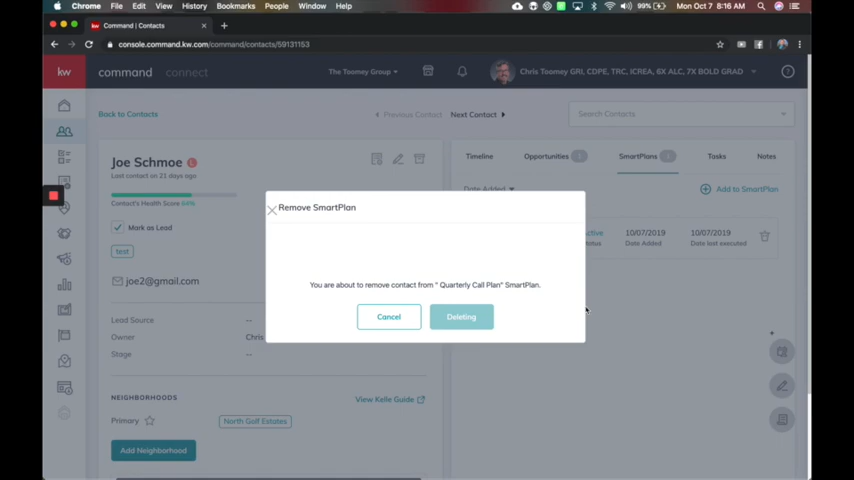 Chrome File Edit View History Bookmarks People Window Help
99% Mon Oct 7 8:16 AM
Command | Contacts
console.command.kw.com/command/contacts/59131153
kw command connect The Toomey Group Chris Toomey GRI, CDPE, TRC, ICREA, 6X ALC, 7X BOLD GRAD
Back to Contacts Previous Contact Next Contact Search Contacts
Joe Schmoe L
Last contact on 21 days ago
Contact's Health Score 64%
Mark as Lead
test
joe2@gmail.com
Lead Source --
Owner Chris
Stage --
NEIGHBORHOODS View Kelle Guide
Primary North Golf Estates
Add Neighborhood
Timeline Opportunities SmartPlans Tasks Notes
Date Added Add to SmartPlan
ctive 10/07/2019 10/07/2019
tatus Date Added Date last executed
Remove SmartPlan
You are about to remove contact from " Quarterly Call Plan" SmartPlan.
Cancel Deleting